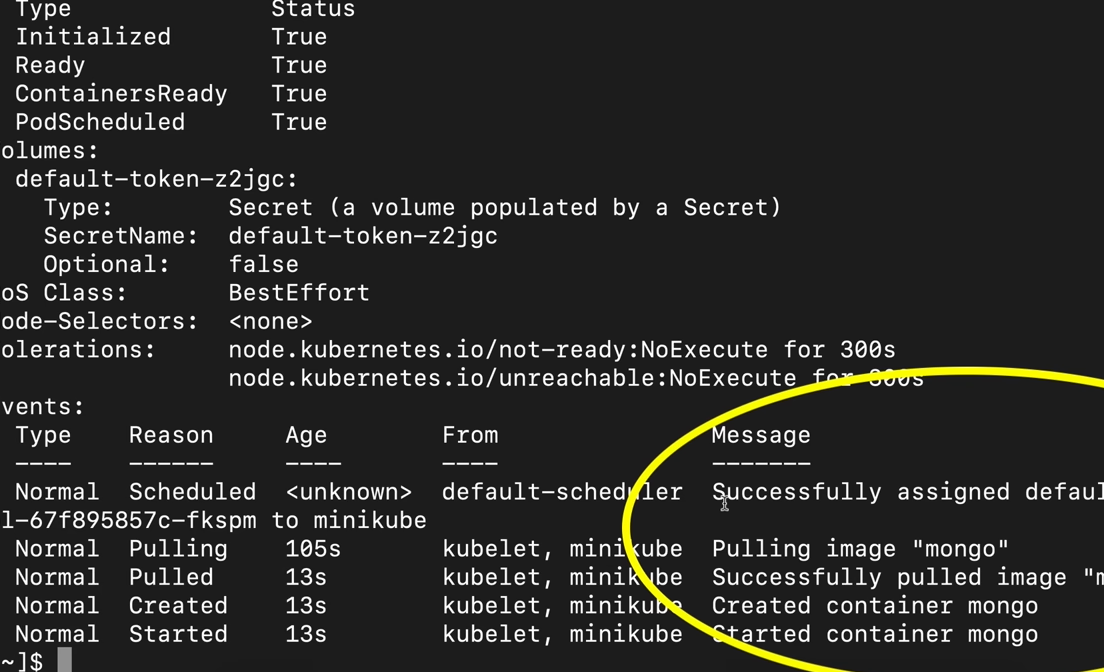 Type Status
Initialized True
Ready True
ContainersReady True
PodScheduled True
olumes:
default-token-z2jgc:
Type: Secret (a volume populated by a Secret)
SecretName: default-token-z2jgc
Optional: false
oS Class: BestEffort
ode-Selectors: <none>
olerations: node.kubernetes.io/not-ready:NoExecute for 300s
node.kubernetes.io/unreachable:NoExecute for 300s
vents:
Type Reason Age From Message
---- ------ ---- ---- -------
Normal Scheduled <unknown> default-scheduler Successfully assigned defaul
l-67f895857c-fkspm to minikube
Normal Pulling 105s kubelet, minikube Pulling image "mongo"
Normal Pulled 13s kubelet, minikube Successfully pulled image "m
Normal Created 13s kubelet, minikube Created container mongo
Normal Started 13s kubelet, minikube Started container mongo
~]$